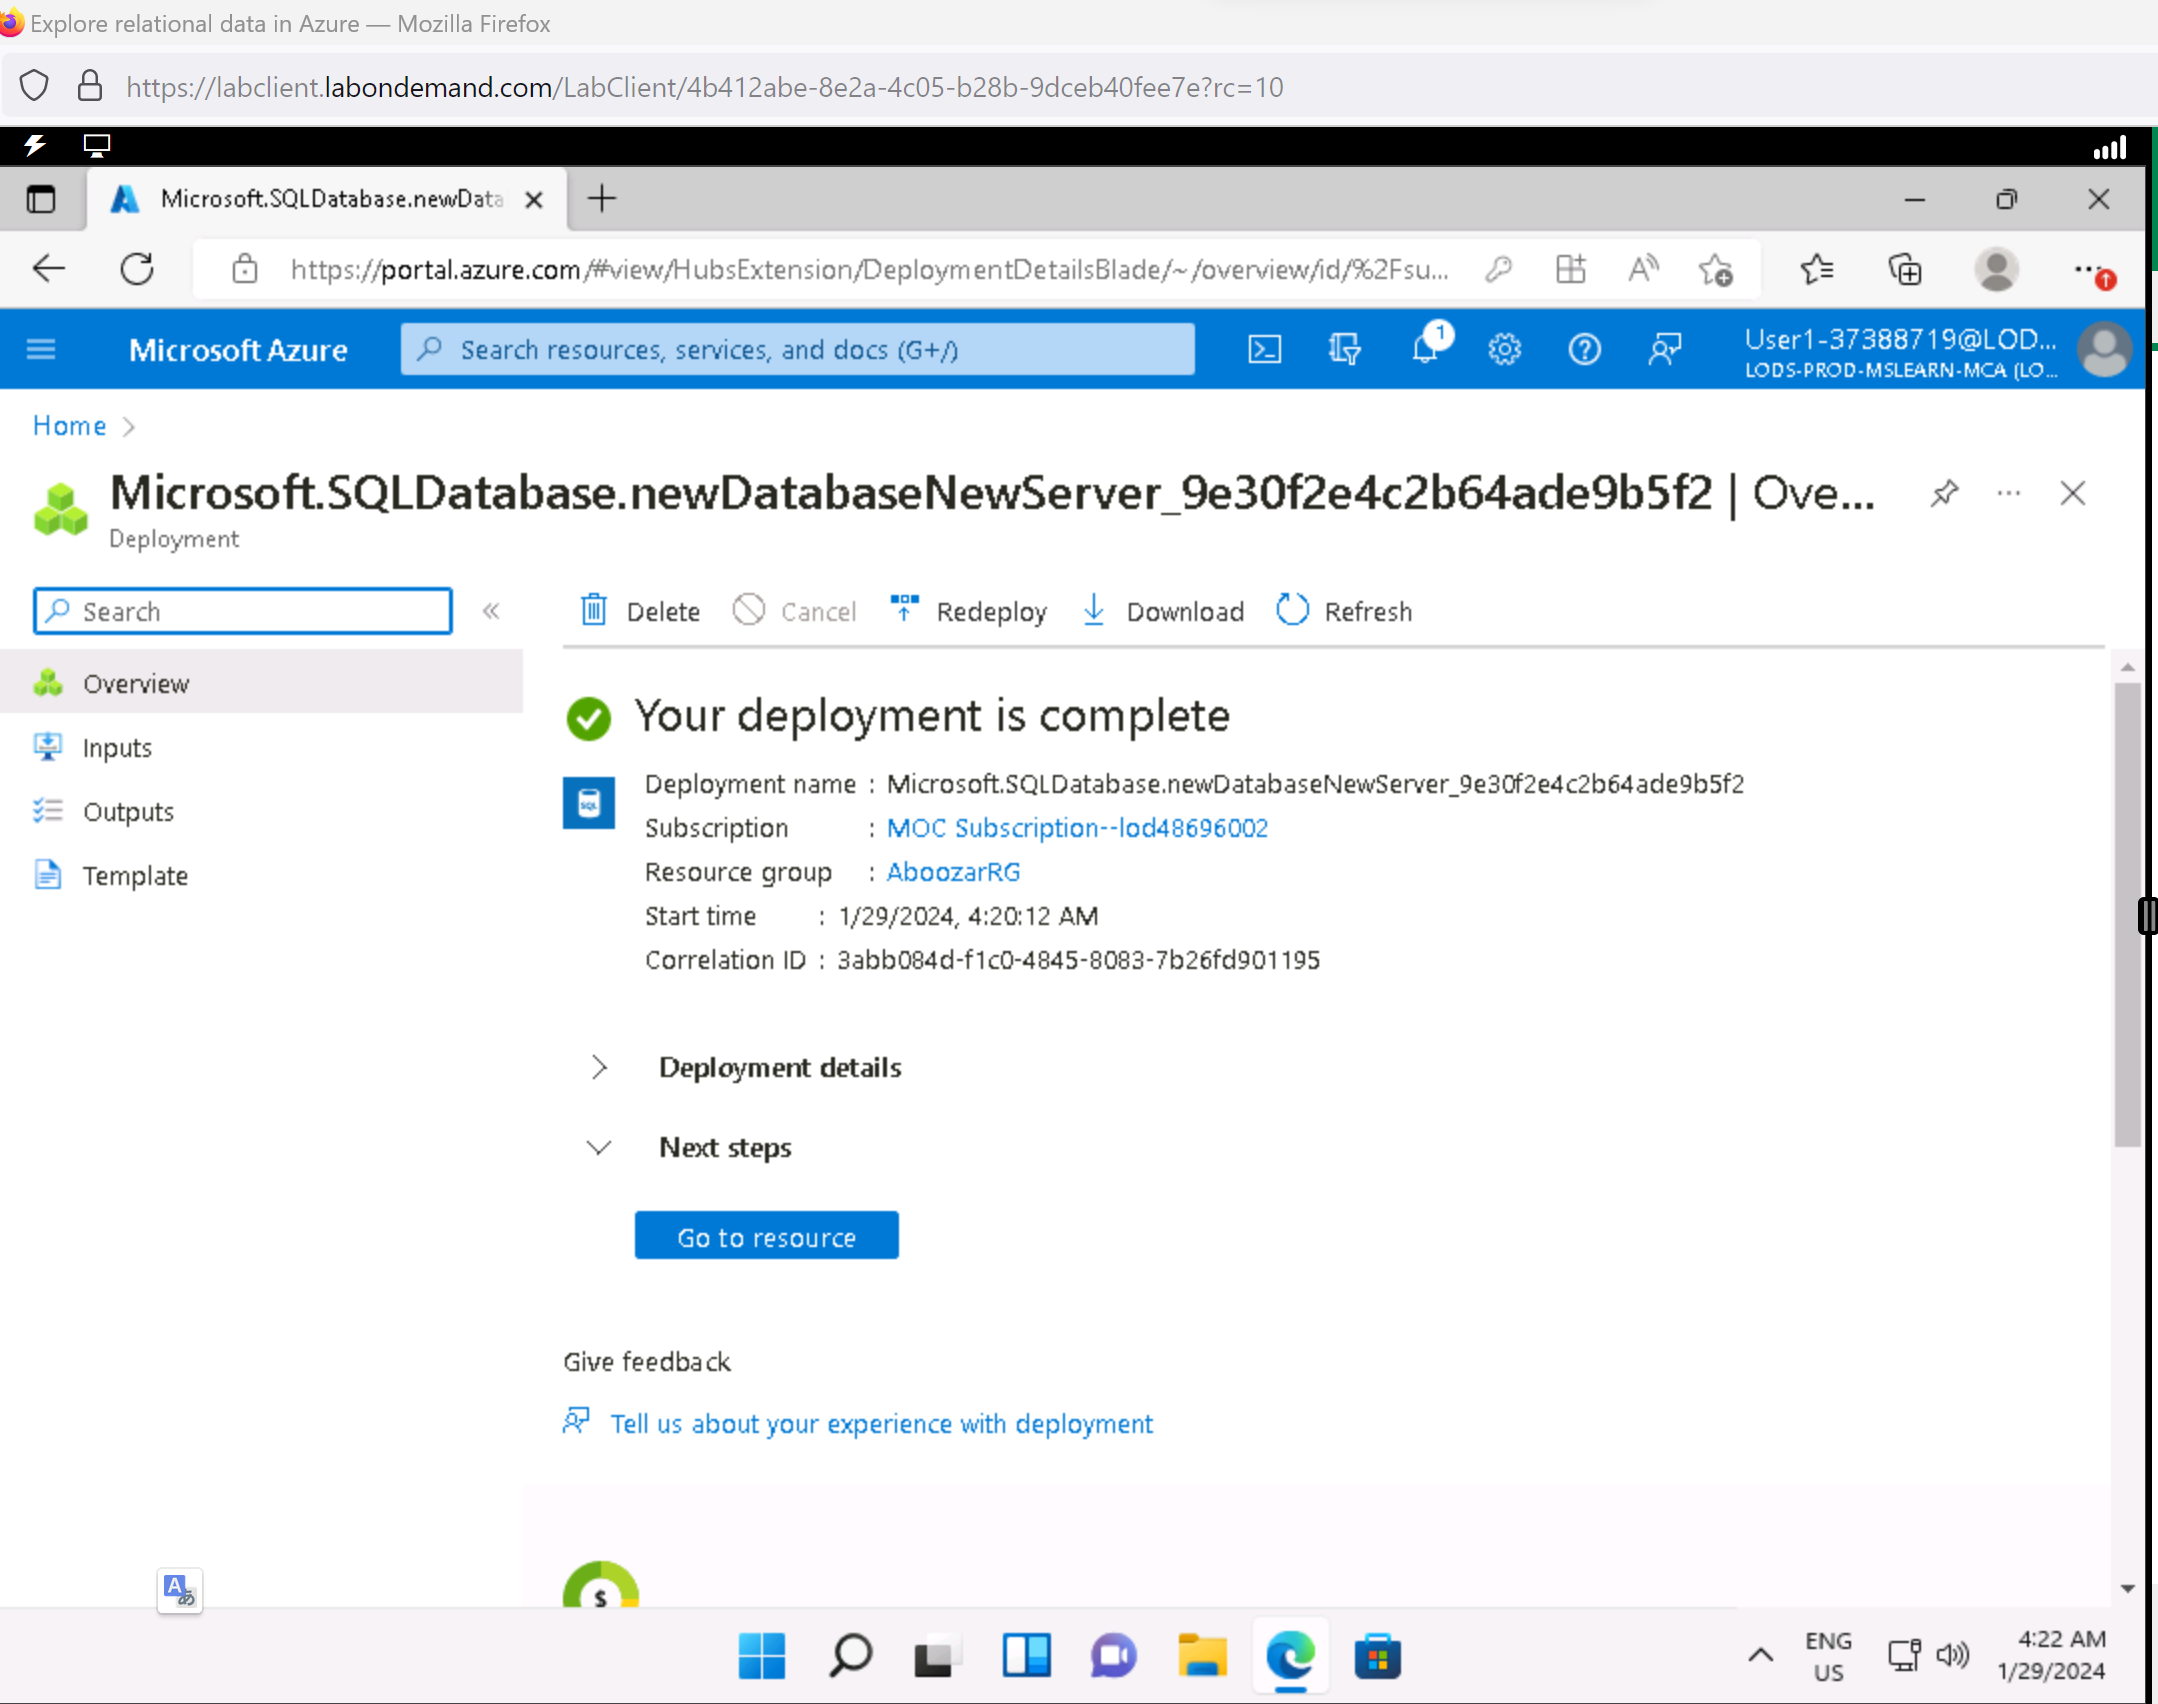 Explore relational data in Azure — Mozilla Firefox
https://labclient.labondemand.com/LabClient/4b412abe-8e2a-4c05-b28b-9dceb40fee7e?rc=10
Microsoft.SQLDatabase.newData
https://portal.azure.com/#view/HubsExtension/DeploymentDetailsBlade/~/overview/id/%2Fsu...
Microsoft Azure
Search resources, services, and docs (G+/)
1
User1-37388719@LOD...
LODS-PROD-MSLEARN-MCA (LO...
Home
Microsoft.SQLDatabase.newDatabaseNewServer_9e30f2e4c2b64ade9b5f2 | Ove...
Deployment
Search
Delete Cancel Redeploy Download Refresh
Overview
Inputs
Outputs
Template
Your deployment is complete
SQL
Deployment name : Microsoft.SQLDatabase.newDatabaseNewServer_9e30f2e4c2b64ade9b5f2
Subscription : MOC Subscription--lod48696002
Resource group : AboozarRG
Start time : 1/29/2024, 4:20:12 AM
Correlation ID : 3abb084d-f1c0-4845-8083-7b26fd901195
Deployment details
Next steps
Go to resource
Give feedback
Tell us about your experience with deployment
$
ENG
US
4:22 AM
1/29/2024